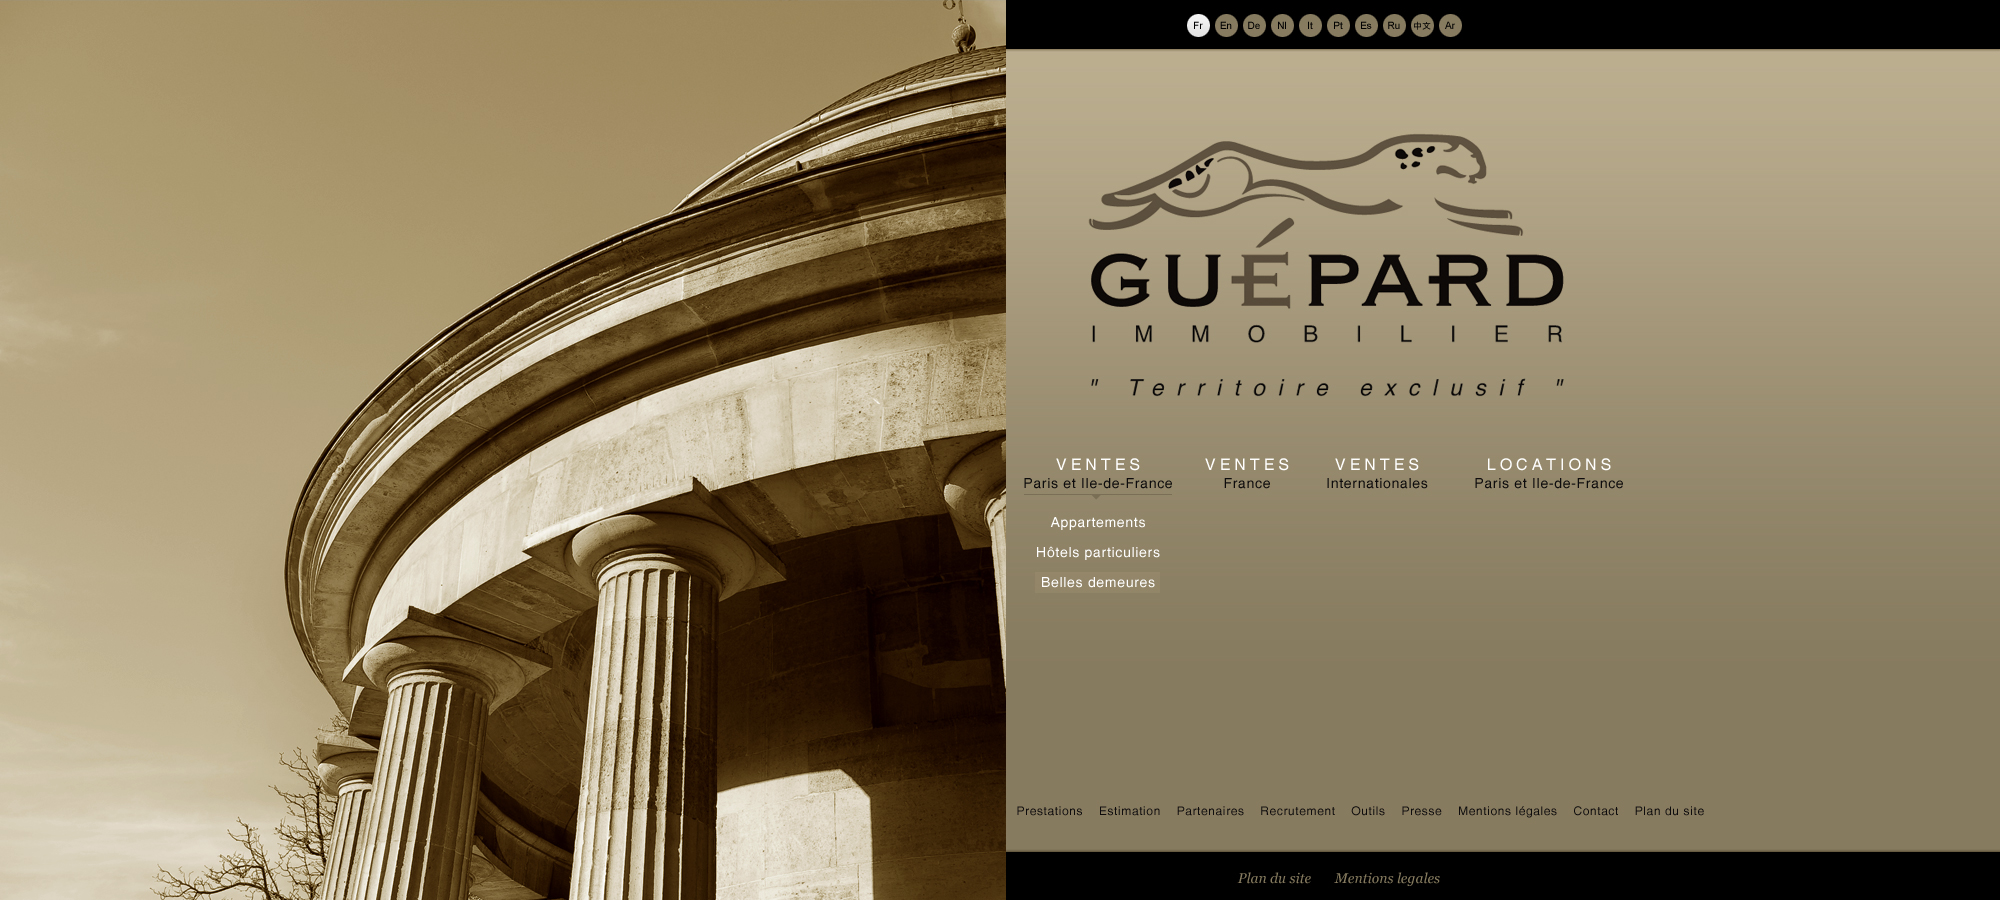 Fr En De Nl It Pt Es Ru 中文 Ar
GUÉPARD
IMMOBILIER
" Territoire exclusif "
VENTES
Paris et Ile-de-France
Appartements
Hôtels particuliers
Belles demeures
VENTES
France
VENTES
Internationales
LOCATIONS
Paris et Ile-de-France
Prestations Estimation Partenaires Recrutement Outils Presse Mentions légales Contact Plan du site
Plan du site Mentions legales